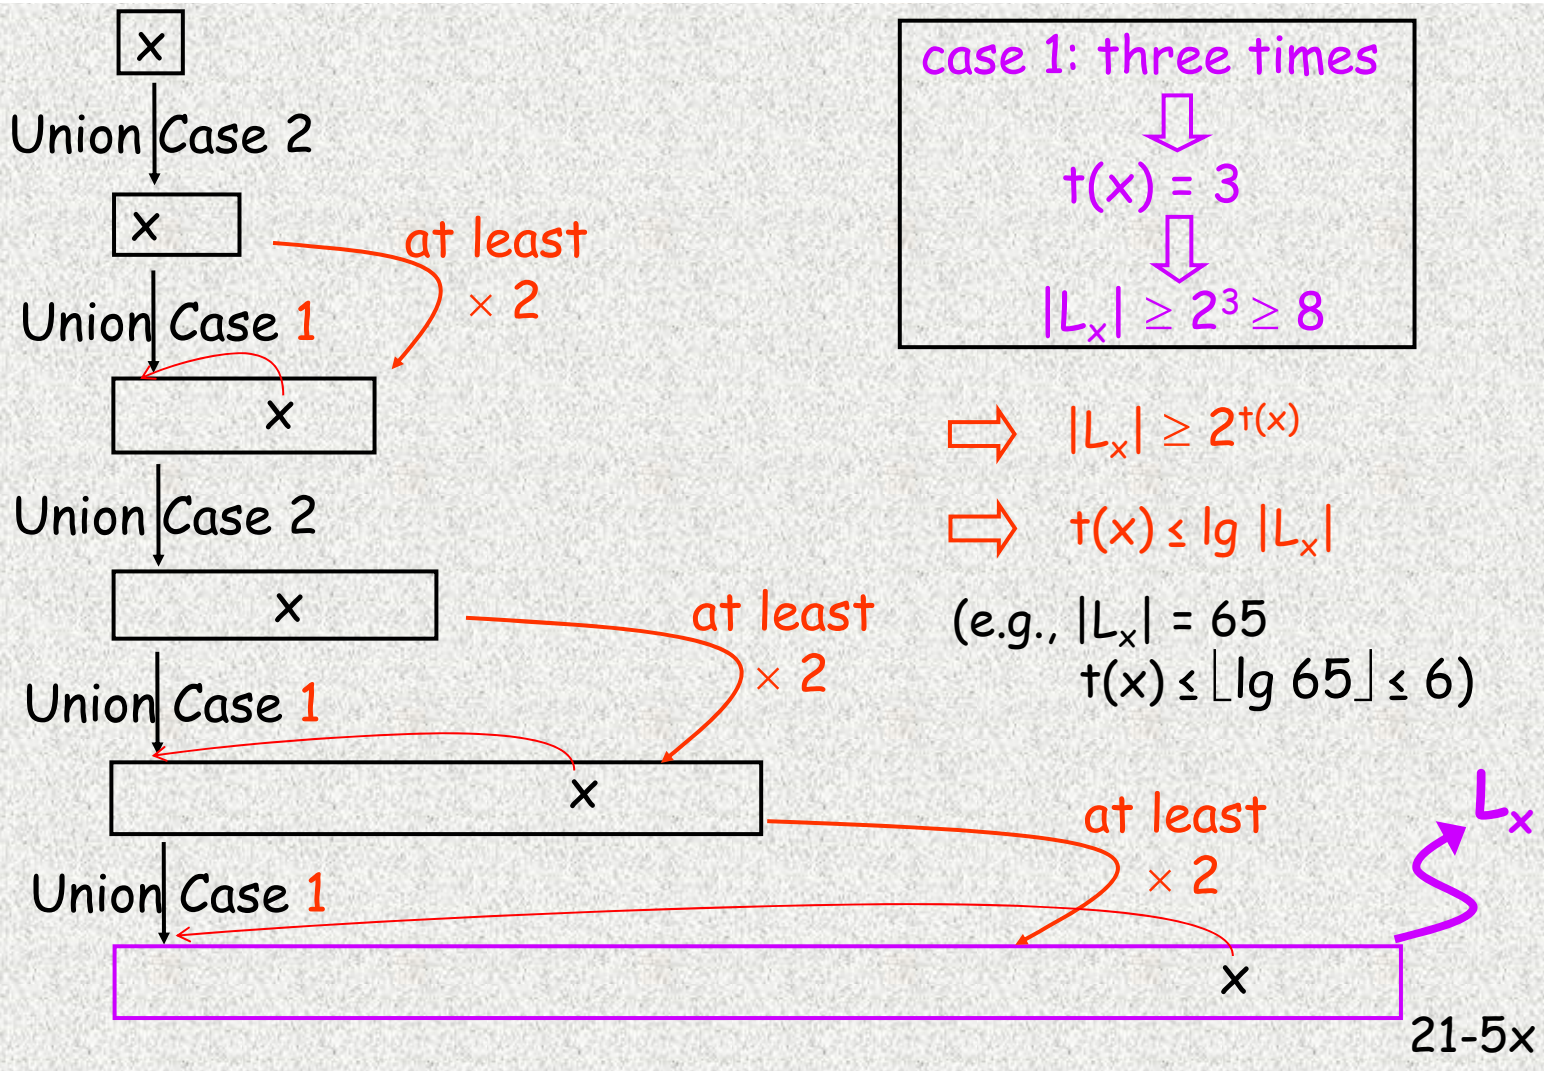 x
Union Case 2
x
at least
× 2
Union Case 1
x
Union Case 2
x
at least
× 2
Union Case 1
x
at least
× 2
Union Case 1
x
case 1: three times
t(x) = 3
|Lₓ| ≥ 2³ ≥ 8
|Lₓ| ≥ 2^t(x)
t(x) ≤ lg |Lₓ|
(e.g., |Lₓ| = 65
t(x) ≤ ⌊lg 65⌋ ≤ 6)
Lₓ
21-5x